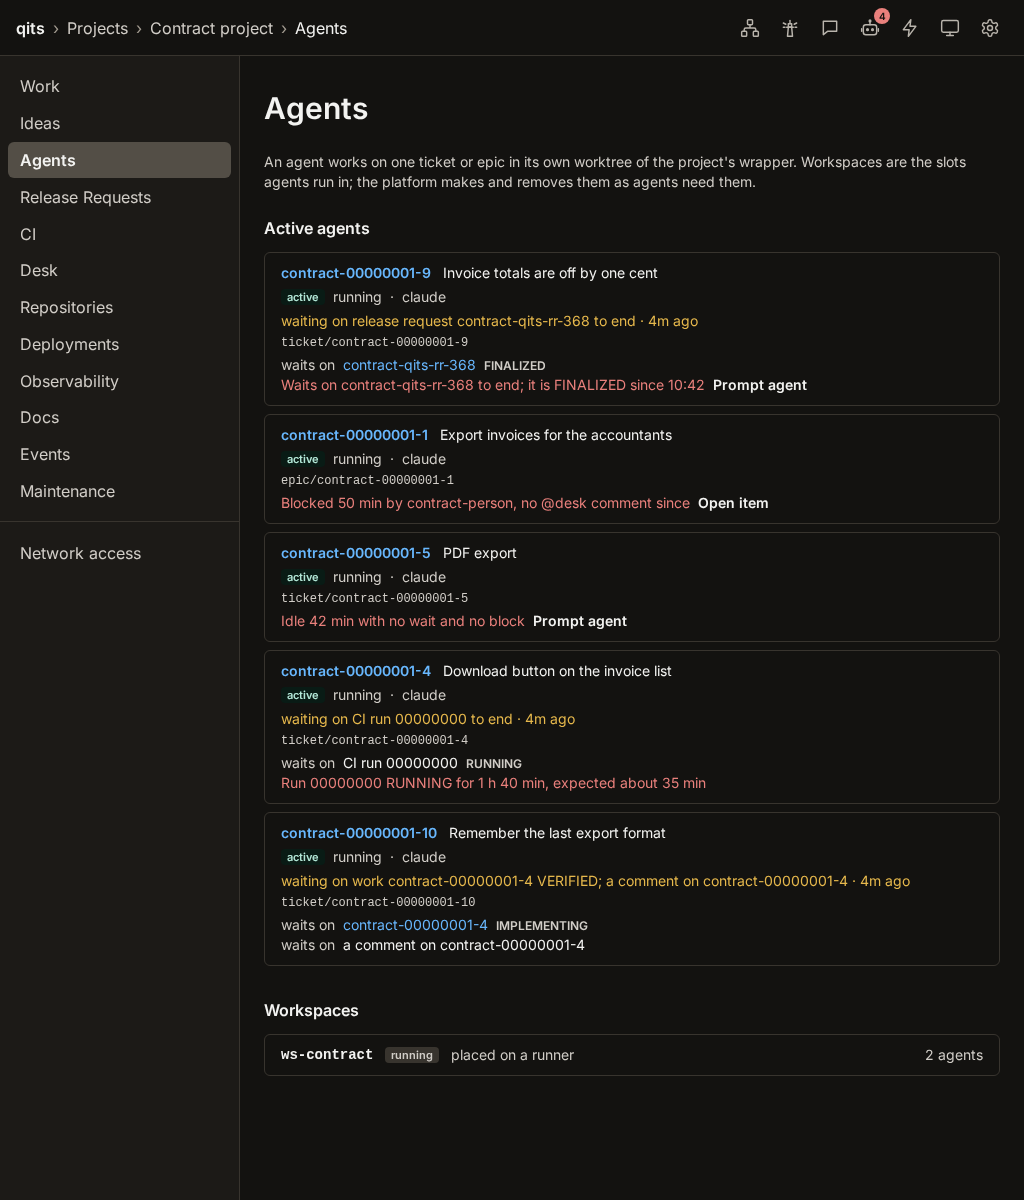 qits › Projects › Contract project › Agents
4
Work
Ideas
Agents
Release Requests
CI
Desk
Repositories
Deployments
Observability
Docs
Events
Maintenance
Network access
Agents
An agent works on one ticket or epic in its own worktree of the project's wrapper. Workspaces are the slots
agents run in; the platform makes and removes them as agents need them.
Active agents
contract-00000001-9 Invoice totals are off by one cent
active running · claude
waiting on release request contract-qits-rr-368 to end · 4m ago
ticket/contract-00000001-9
waits on contract-qits-rr-368 FINALIZED
Waits on contract-qits-rr-368 to end; it is FINALIZED since 10:42 Prompt agent
contract-00000001-1 Export invoices for the accountants
active running · claude
epic/contract-00000001-1
Blocked 50 min by contract-person, no @desk comment since Open item
contract-00000001-5 PDF export
active running · claude
ticket/contract-00000001-5
Idle 42 min with no wait and no block Prompt agent
contract-00000001-4 Download button on the invoice list
active running · claude
waiting on CI run 00000000 to end · 4m ago
ticket/contract-00000001-4
waits on CI run 00000000 RUNNING
Run 00000000 RUNNING for 1 h 40 min, expected about 35 min
contract-00000001-10 Remember the last export format
active running · claude
waiting on work contract-00000001-4 VERIFIED; a comment on contract-00000001-4 · 4m ago
ticket/contract-00000001-10
waits on contract-00000001-4 IMPLEMENTING
waits on a comment on contract-00000001-4
Workspaces
ws-contract running placed on a runner 2 agents